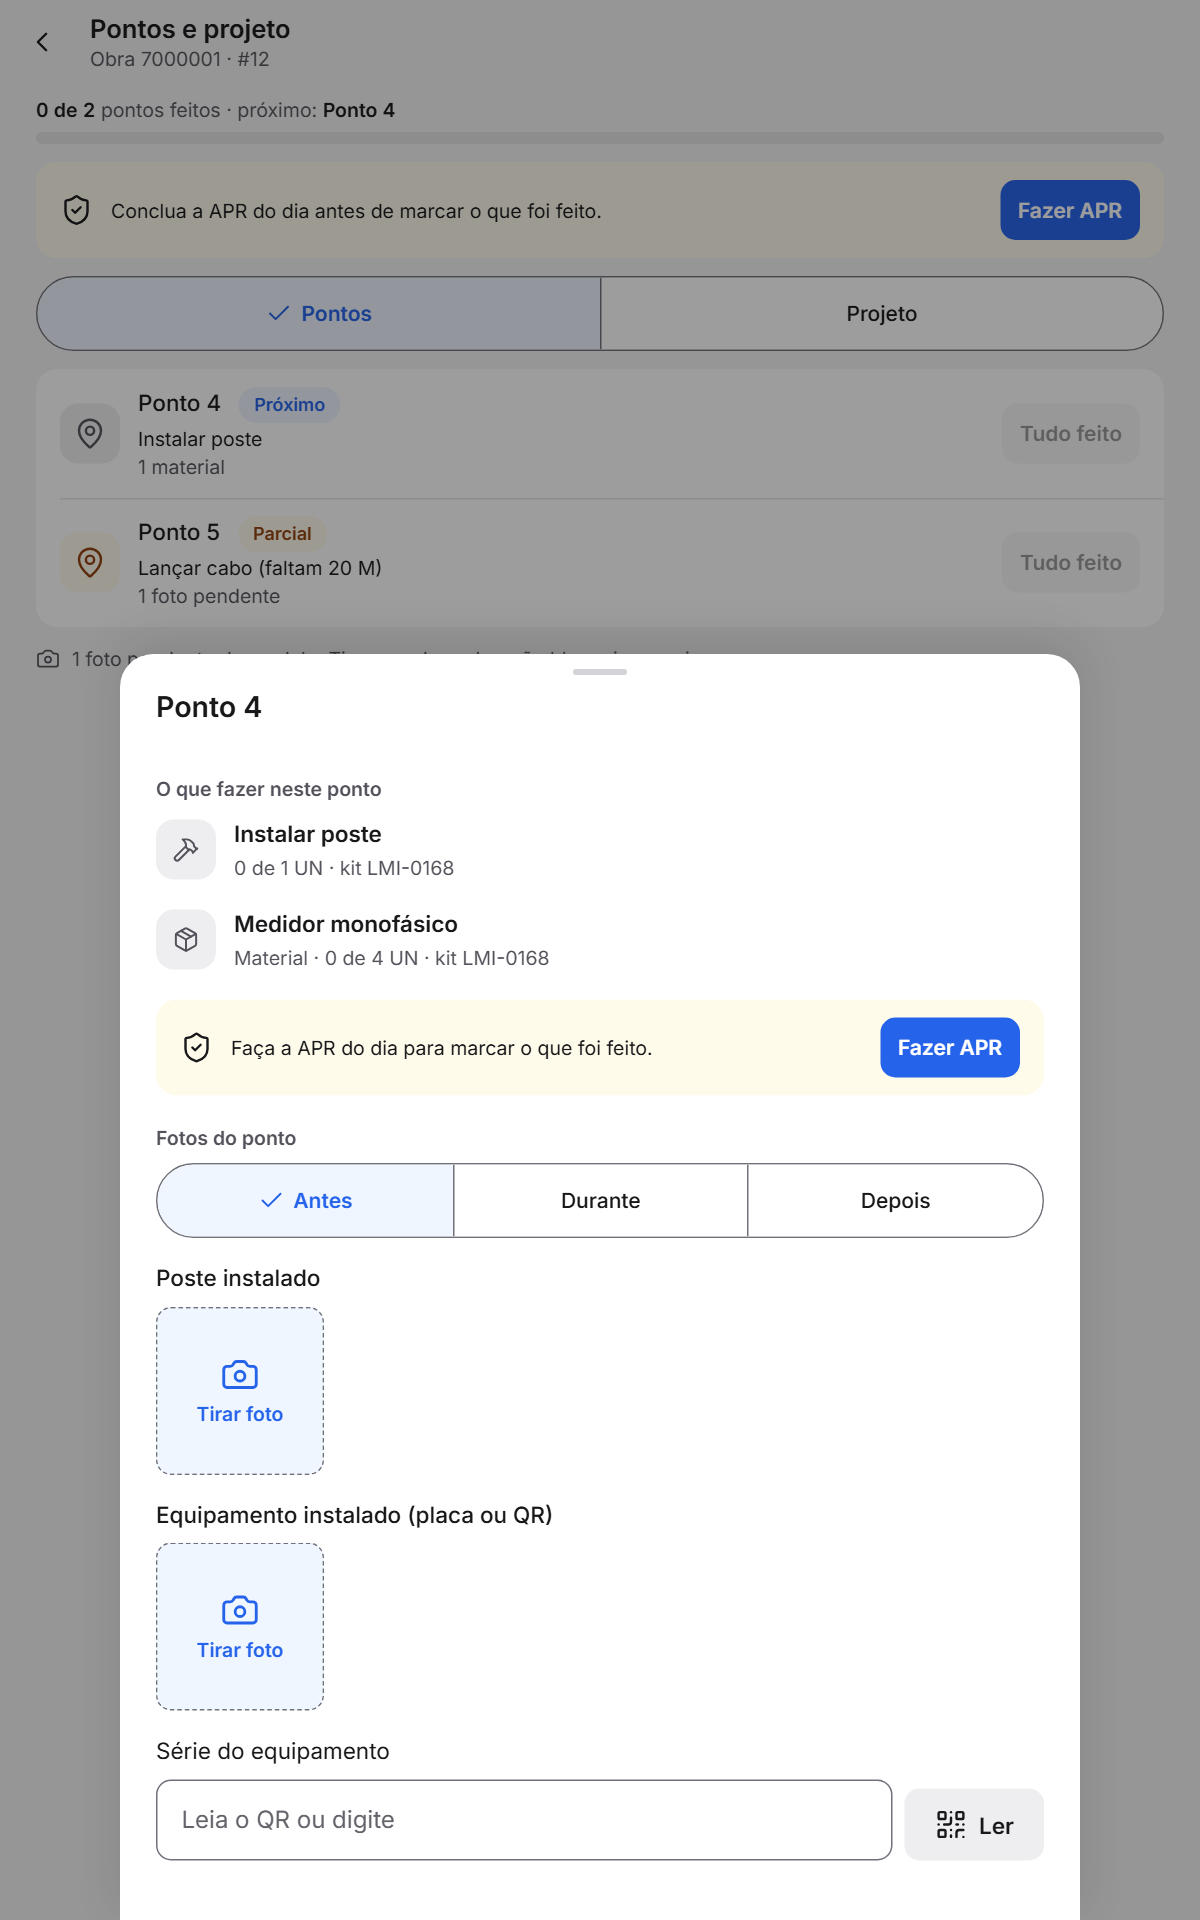 Pontos e projeto
Obra 7000001 · #12
0 de 2 pontos feitos · próximo: Ponto 4
Conclua a APR do dia antes de marcar o que foi feito.
Fazer APR
Pontos
Projeto
Ponto 4
Próximo
Instalar poste
1 material
Tudo feito
Ponto 5
Parcial
Lançar cabo (faltam 20 M)
1 foto pendente
Tudo feito
1 foto
Ponto 4
O que fazer neste ponto
Instalar poste
0 de 1 UN · kit LMI-0168
Medidor monofásico
Material · 0 de 4 UN · kit LMI-0168
Faça a APR do dia para marcar o que foi feito.
Fazer APR
Fotos do ponto
Antes
Durante
Depois
Poste instalado
Tirar foto
Equipamento instalado (placa ou QR)
Tirar foto
Série do equipamento
Leia o QR ou digite
Ler